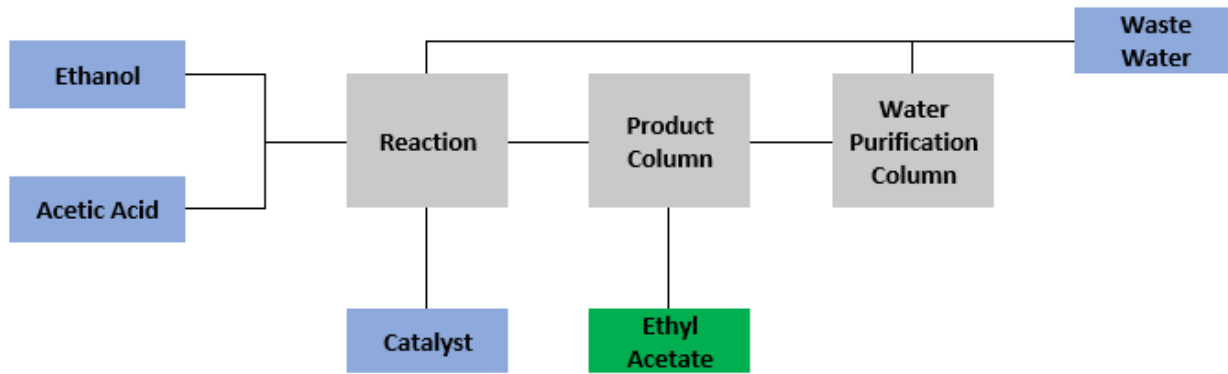 Waste
Water
Ethanol
Reaction
Product
Column
Water
Purification
Column
Acetic Acid
Catalyst
Ethyl
Acetate